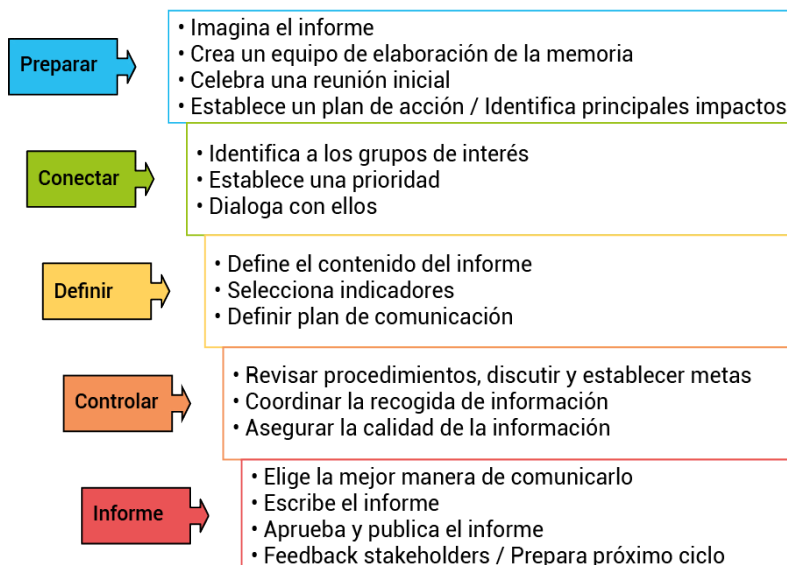 Preparar
• Imagina el informe
• Crea un equipo de elaboración de la memoria
• Celebra una reunión inicial
• Establece un plan de acción / Identifica principales impactos
Conectar
• Identifica a los grupos de interés
• Establece una prioridad
• Dialoga con ellos
Definir
• Define el contenido del informe
• Selecciona indicadores
• Definir plan de comunicación
Controlar
• Revisar procedimientos, discutir y establecer metas
• Coordinar la recogida de información
• Asegurar la calidad de la información
Informe
• Elige la mejor manera de comunicarlo
• Escribe el informe
• Aprueba y publica el informe
• Feedback stakeholders / Prepara próximo ciclo